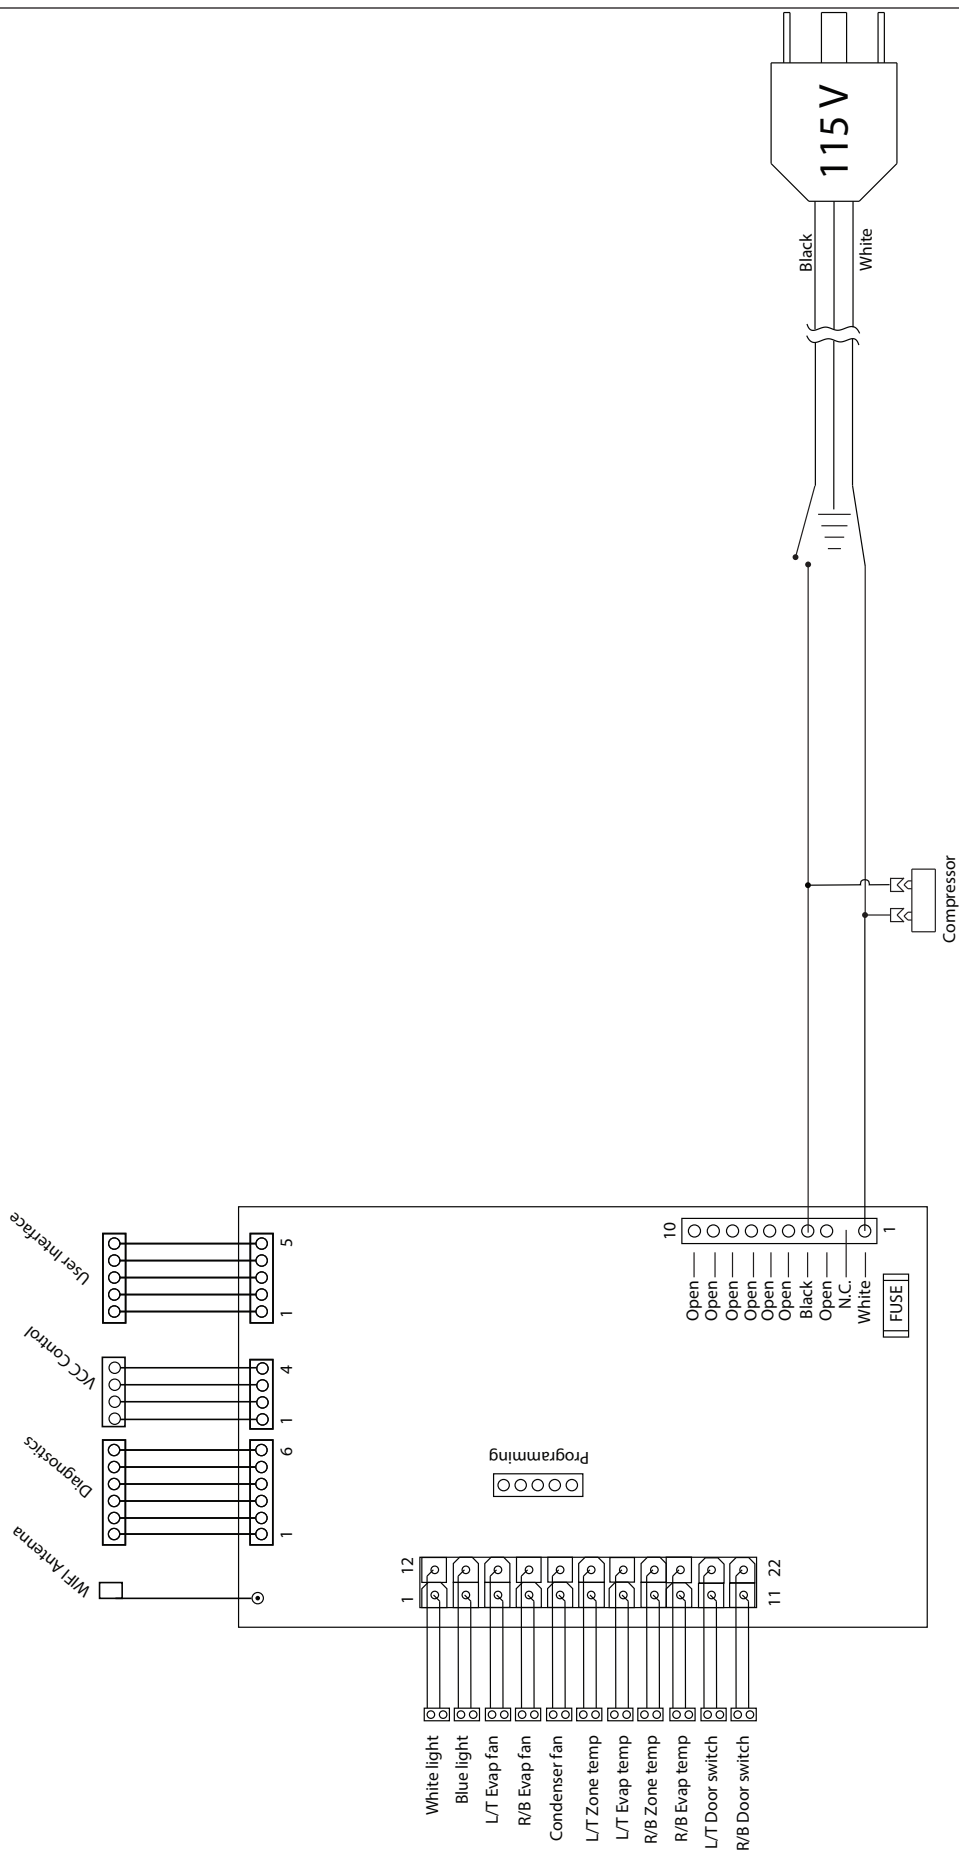 115 V
Black
White
Compressor
User Interface
1
5
VCC Control
1
4
Diagnostics
1
6
WIFI Antenna
Programming
10
1
Open
Open
Open
Open
Open
Open
Black
Open
N.C.
White
FUSE
1
12
11
22
White light
Blue light
L/T Evap fan
R/B Evap fan
Condenser fan
L/T Zone temp
L/T Evap temp
R/B Zone temp
R/B Evap temp
L/T Door switch
R/B Door switch